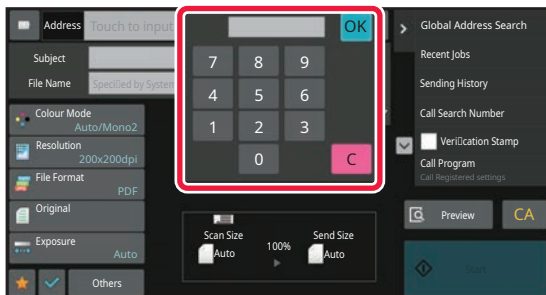 Address
Touch to input
OK
Global Address Search
Subject
Recent Jobs
File Name
Specified by System
7 8 9
Sending History
4 5 6
Call Search Number
Colour Mode
Auto/Mono2
1 2 3
Verification Stamp
Resolution
200x200dpi
0 C
Call Program
Call Registered settings
File Format
PDF
Original
Preview
CA
Scan Size
Auto
100%
Send Size
Auto
Exposure
Auto
Start
Others